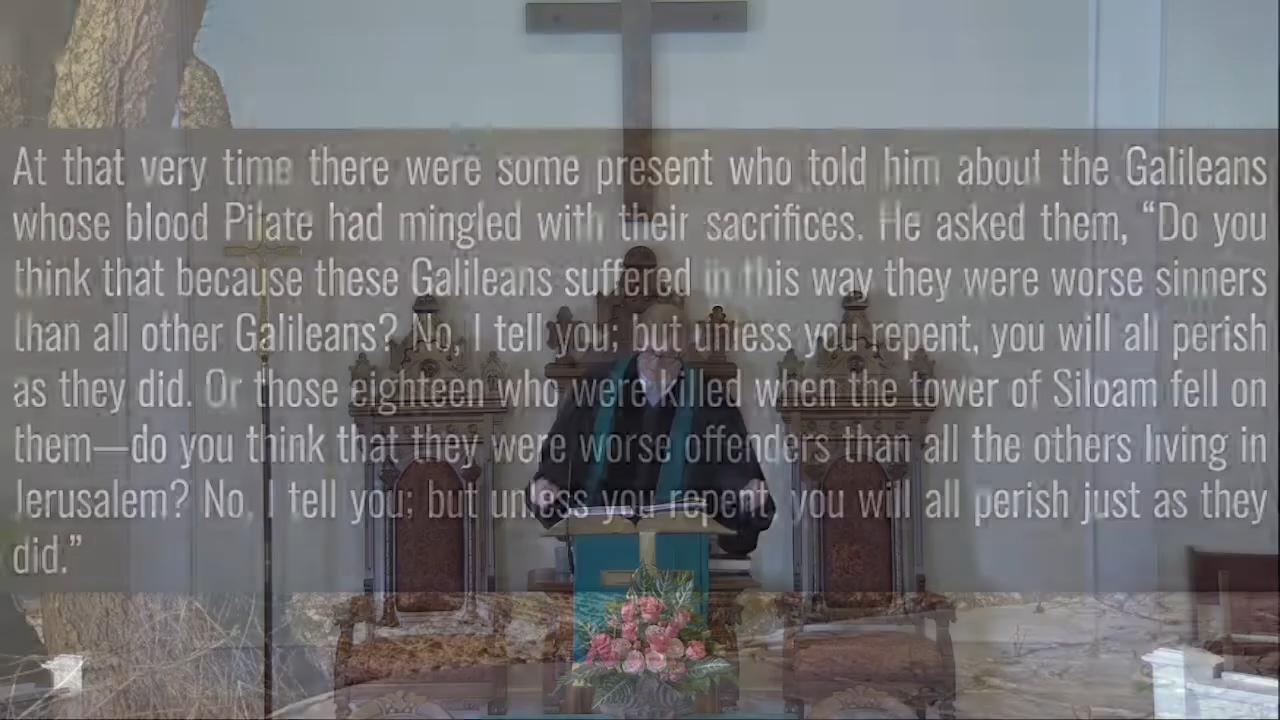 At that very time there were some present who told him about the Galileans
whose blood Pilate had mingled with their sacrifices. He asked them, “Do you
think that because these Galileans suffered in this way they were worse sinners
than all other Galileans? No, I tell you; but unless you repent, you will all perish
as they did. Or those eighteen who were killed when the tower of Siloam fell on
them—do you think that they were worse offenders than all the others living in
Jerusalem? No, I tell you; but unless you repent, you will all perish just as they
did.”